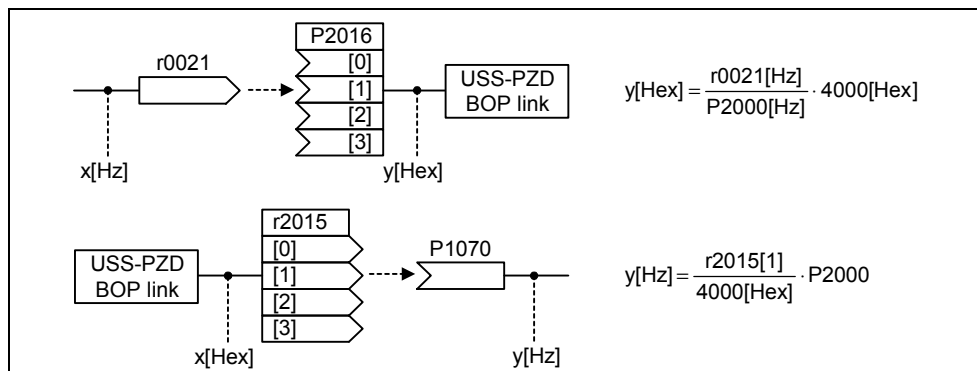 P2016
r0021
[0]
[1]
[2]
[3]
USS-PZD
BOP link
y[Hex] = r0021[Hz] / P2000[Hz] · 4000[Hex]
x[Hz]
y[Hex]
r2015
[0]
[1]
[2]
[3]
USS-PZD
BOP link
P1070
y[Hz] = r2015[1] / 4000[Hex] · P2000
x[Hex]
y[Hz]